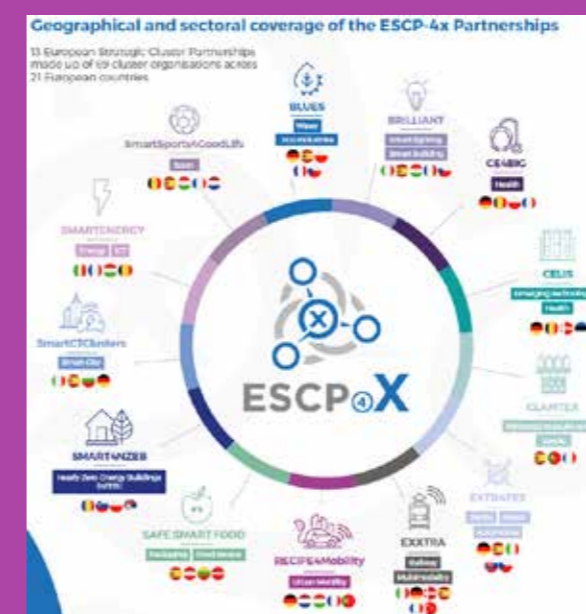 Geographical and sectoral coverage of the ESCP-4x Partnerships
13 European Strategic Cluster Partnerships
made up of 69 cluster organisations across
21 European countries
BLUES
Water
BRILLIANT
Smart lighting
Smart Building
SmartSports4GoodLife
Sport
CE4BIG
Health
SMARTENERGY
Energy
ICT
CELIS
Emerging technology
Health
SmartCTClusters
Smart City
ESCP4X
CLAMTEX
SMART4NZEB
Nearly Zero Energy Buildings
EXTRATEX
SAFE SMART FOOD
Packaging
RECIPE4Mobility
Urban Mobility
EXXTRA
Railway
Multimodality